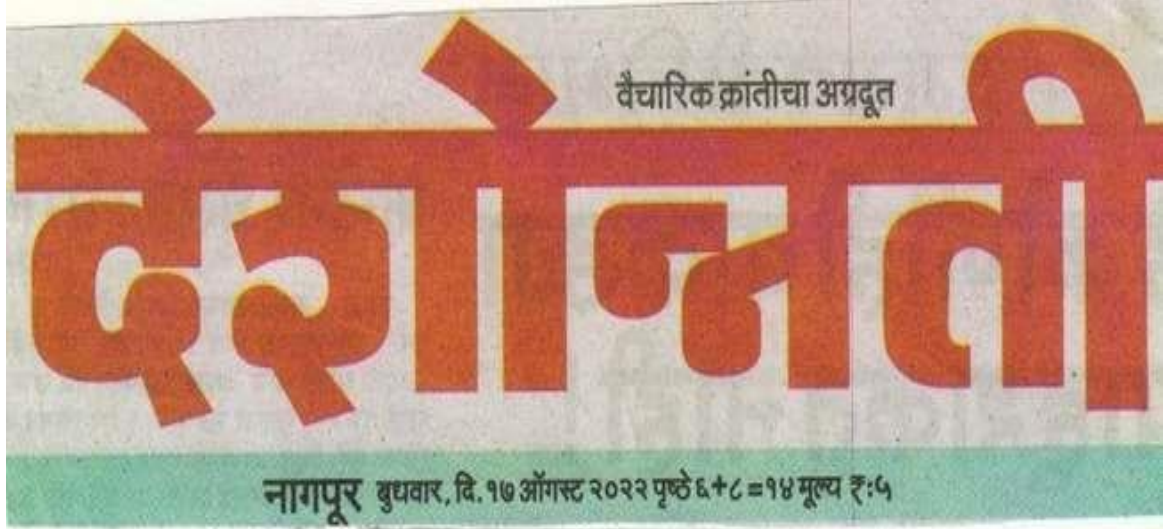 वैचारिक क्रांतीचा अग्रदूत
देशोन्नती
नागपूर बुधवार, दि. १७ ऑगस्ट २०२२ पृष्ठे ६+८=१४ मूल्य ₹:५